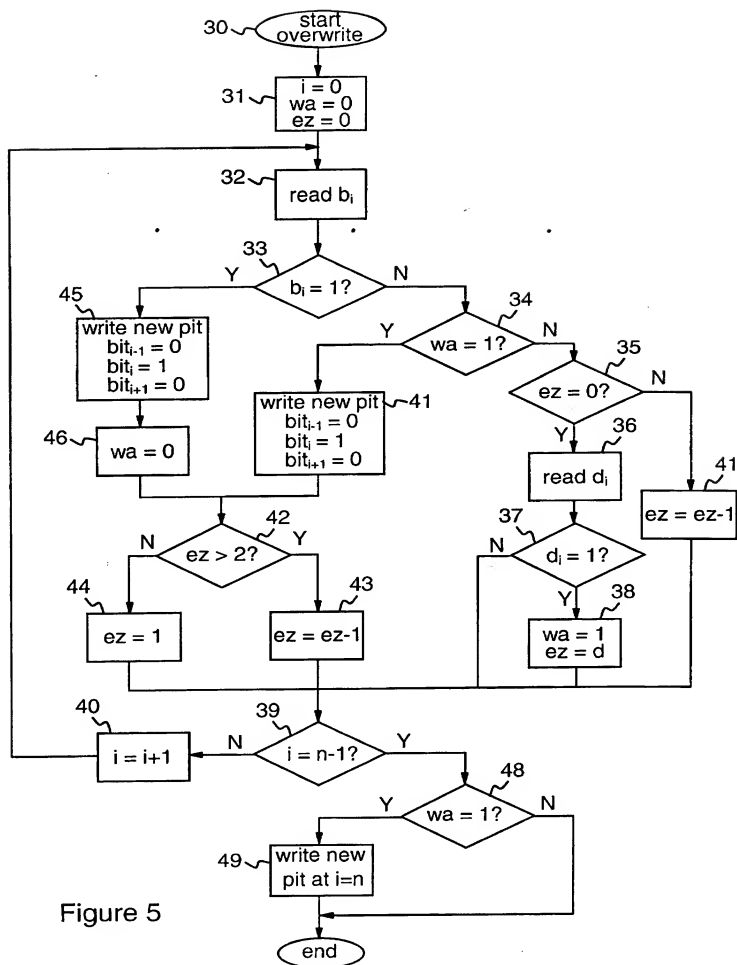 30
start
overwrite
31
i = 0
wa = 0
ez = 0
32
read bᵢ
33
Y
bᵢ = 1?
N
45
write new pit
bitᵢ₋₁ = 0
bitᵢ = 1
bitᵢ₊₁ = 0
34
Y
wa = 1?
N
35
ez = 0?
N
Y
46
wa = 0
write new pit
bitᵢ₋₁ = 0
bitᵢ = 1
bitᵢ₊₁ = 0
41
36
read dᵢ
41
ez = ez-1
42
N
ez > 2?
Y
37
N
dᵢ = 1?
Y
44
ez = 1
43
ez = ez-1
38
wa = 1
ez = d
40
i = i+1
39
N
i = n-1?
Y
48
Y
wa = 1?
N
49
write new
pit at i=n
Figure 5
end